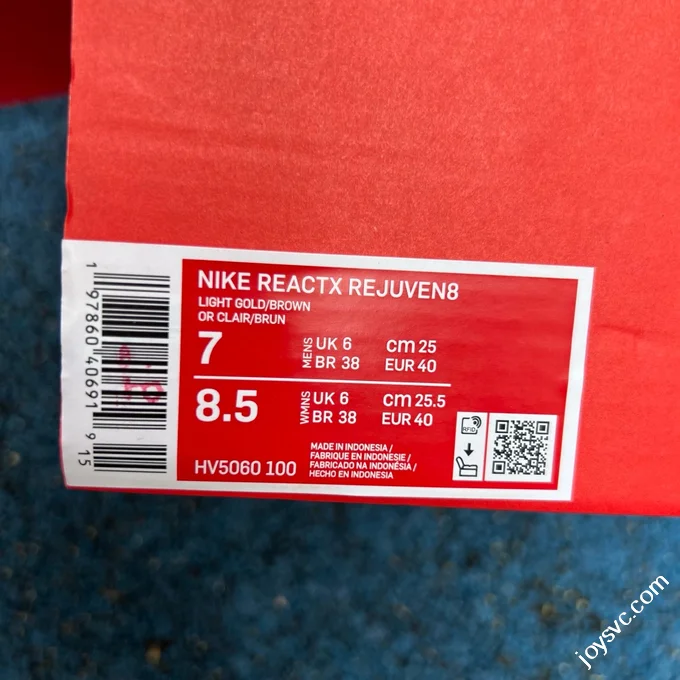 NIKE REACTX REJUVEN8
LIGHT GOLD/BROWN
OR CLAIR/BRUN
7 MENS UK 6 cm 25
BR 38 EUR 40
8.5 WMNS UK 6 cm 25.5
BR 38 EUR 40
HV5060 100
MADE IN INDONESIA /
FABRIQUE EN INDONÉSIE /
FABRICADO NA INDONÉSIA /
HECHO EN INDONESIA
RFID
1 97860 40691 9 15
joysvc.com